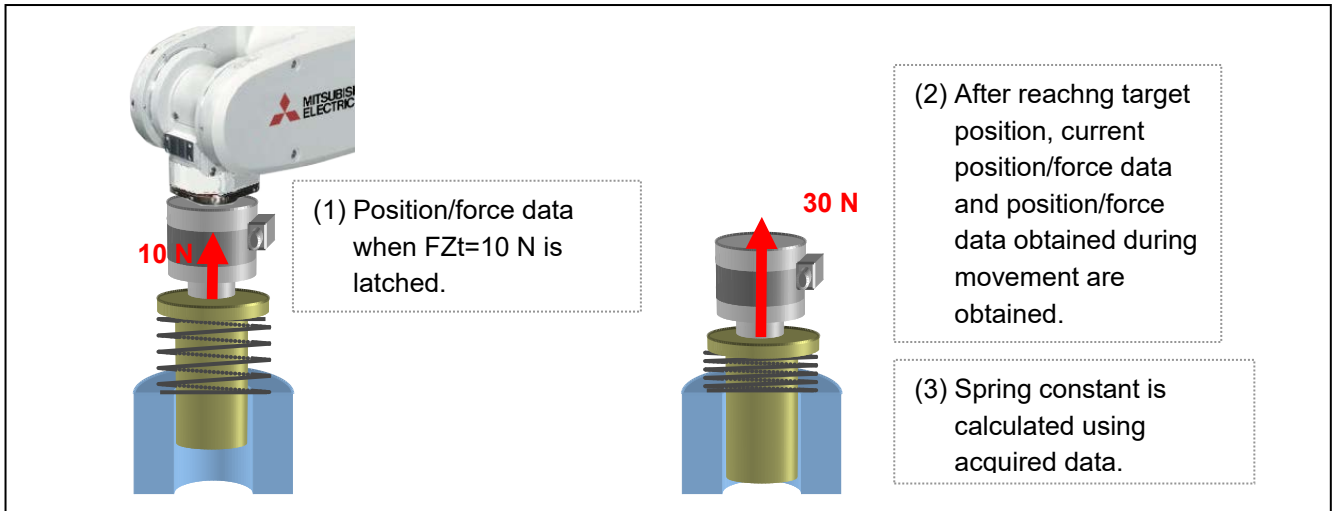 MITSUBISHI
ELECTRIC
10 N
(1) Position/force data
when FZt=10 N is
latched.
30 N
(2) After reachng target
position, current
position/force data
and position/force
data obtained during
movement are
obtained.
(3) Spring constant is
calculated using
acquired data.